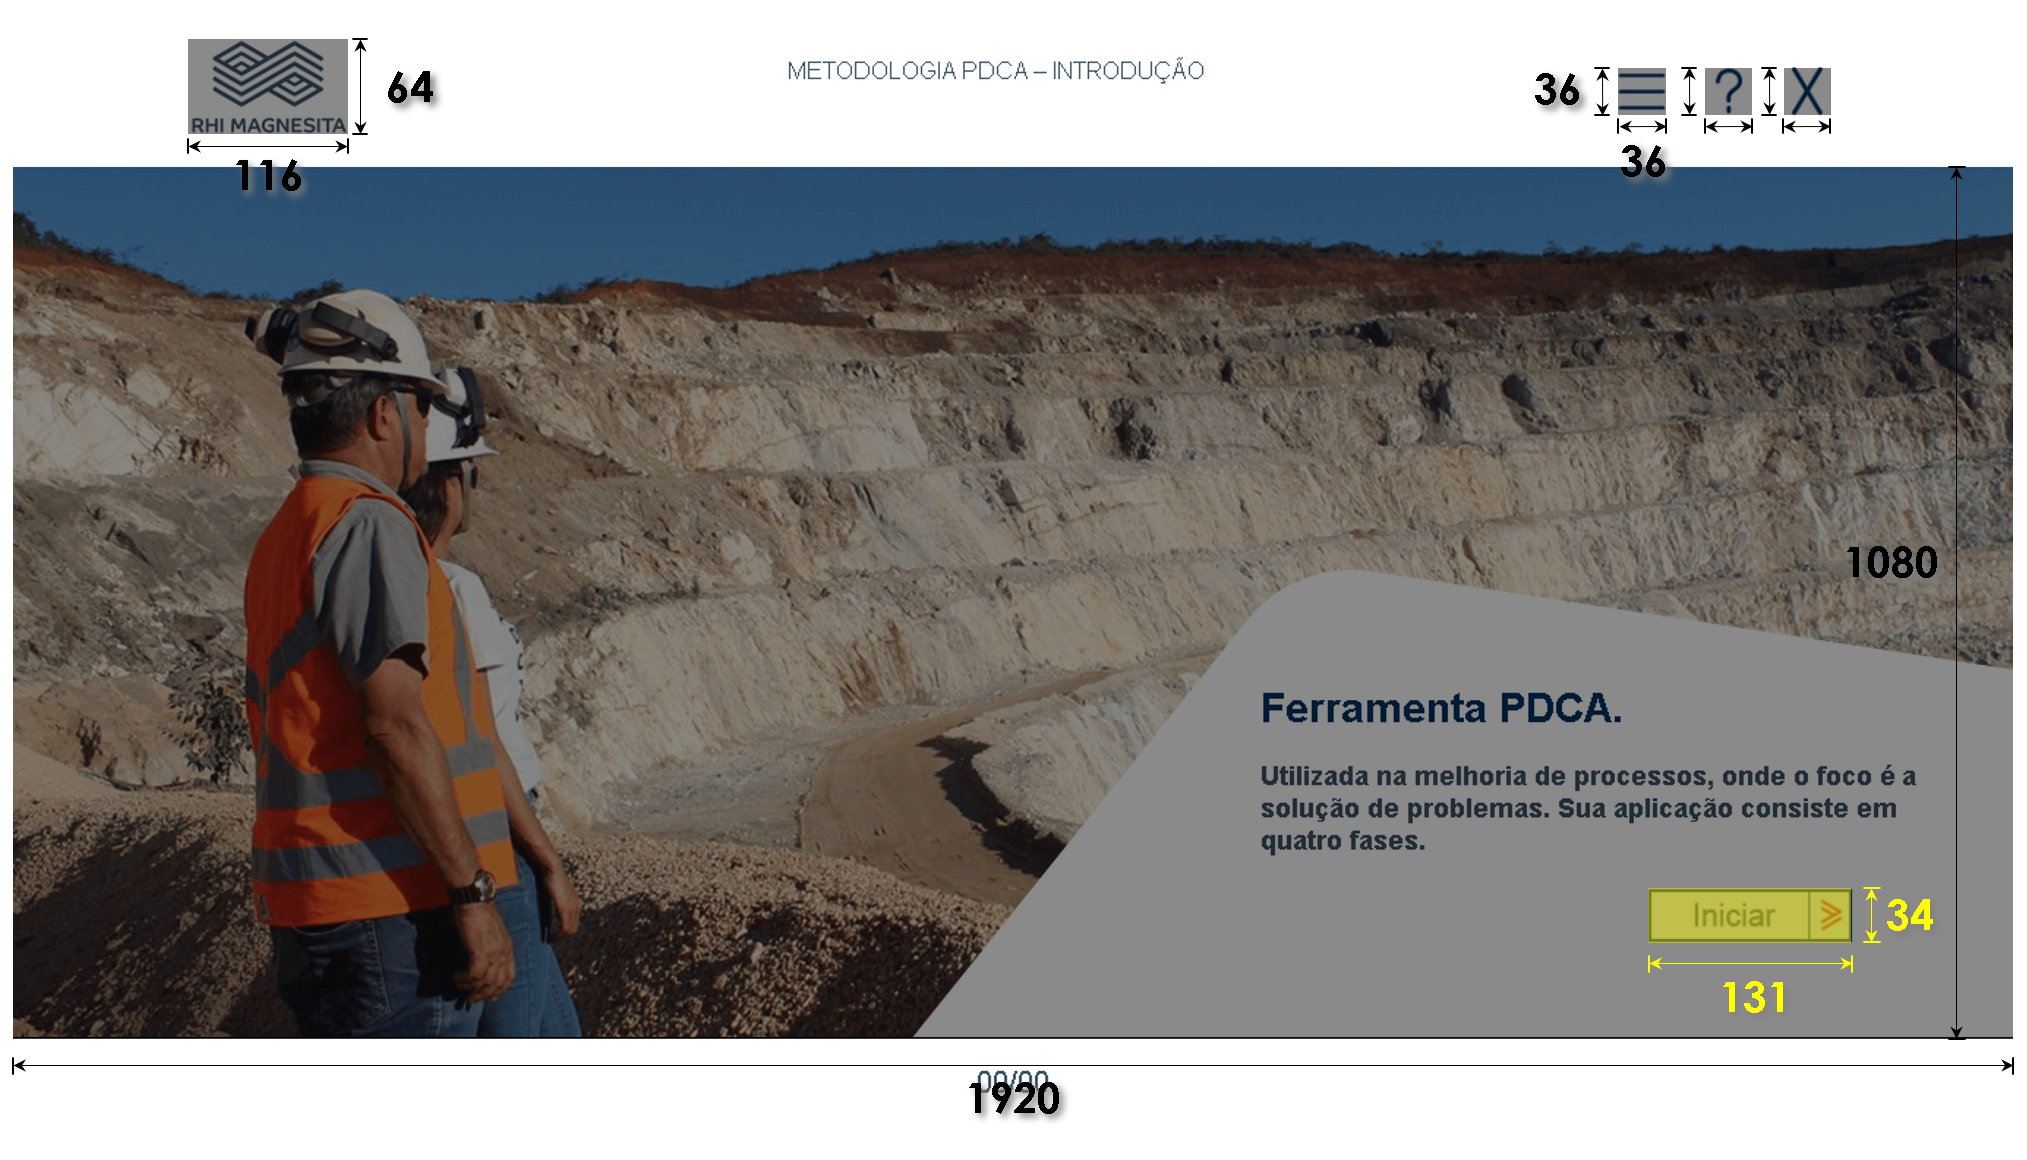 RHI MAGNESITA
64
116
METODOLOGIA PDCA – INTRODUÇÃO
36
?
X
36
1080
Ferramenta PDCA.
Utilizada na melhoria de processos, onde o foco é a
solução de problemas. Sua aplicação consiste em
quatro fases.
Iniciar
34
131
00/00
1920